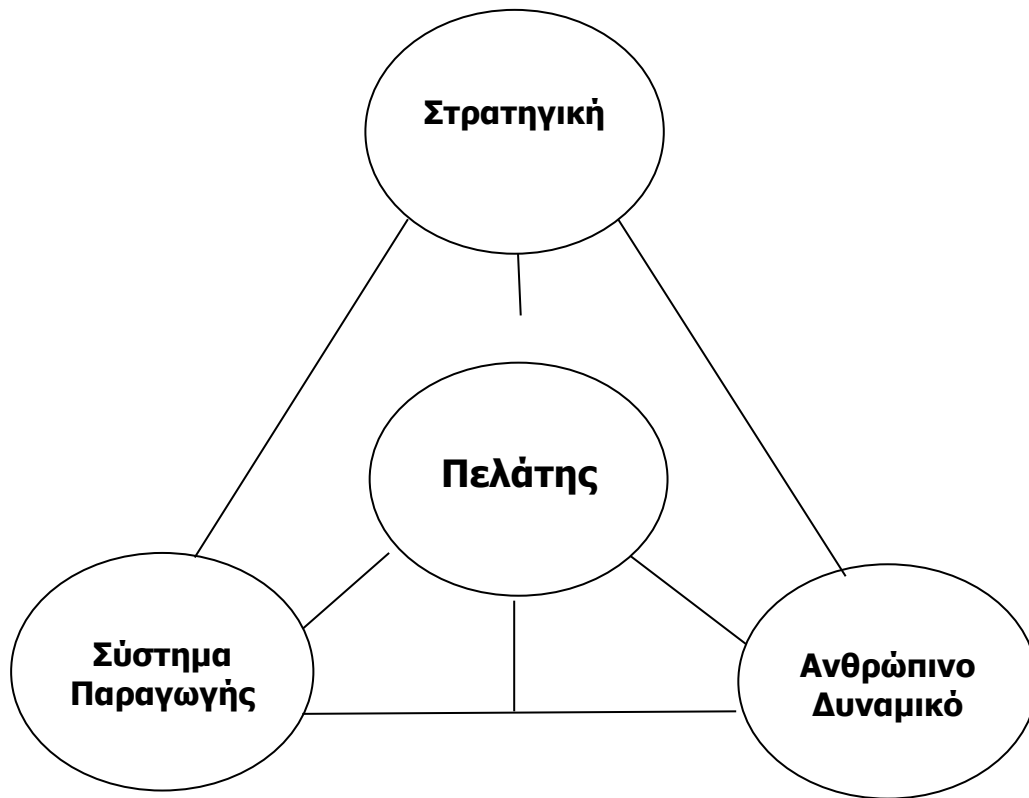 Στρατηγική
Πελάτης
Σύστημα
Παραγωγής
Ανθρώπινο
Δυναμικό